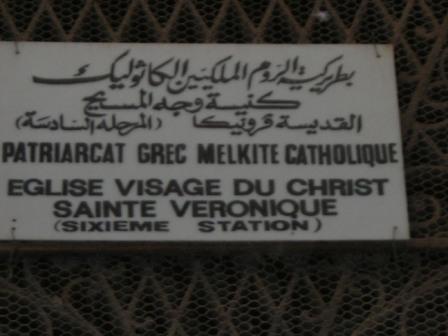 بطريركية الروم الملكيين الكاثوليك
كنيسة وجه المسيح
القديسة فرونيكا (المرحلة السادسة)
PATRIARCAT GREC MELKITE CATHOLIQUE
EGLISE VISAGE DU CHRIST
SAINTE VERONIQUE
(SIXIEME STATION)